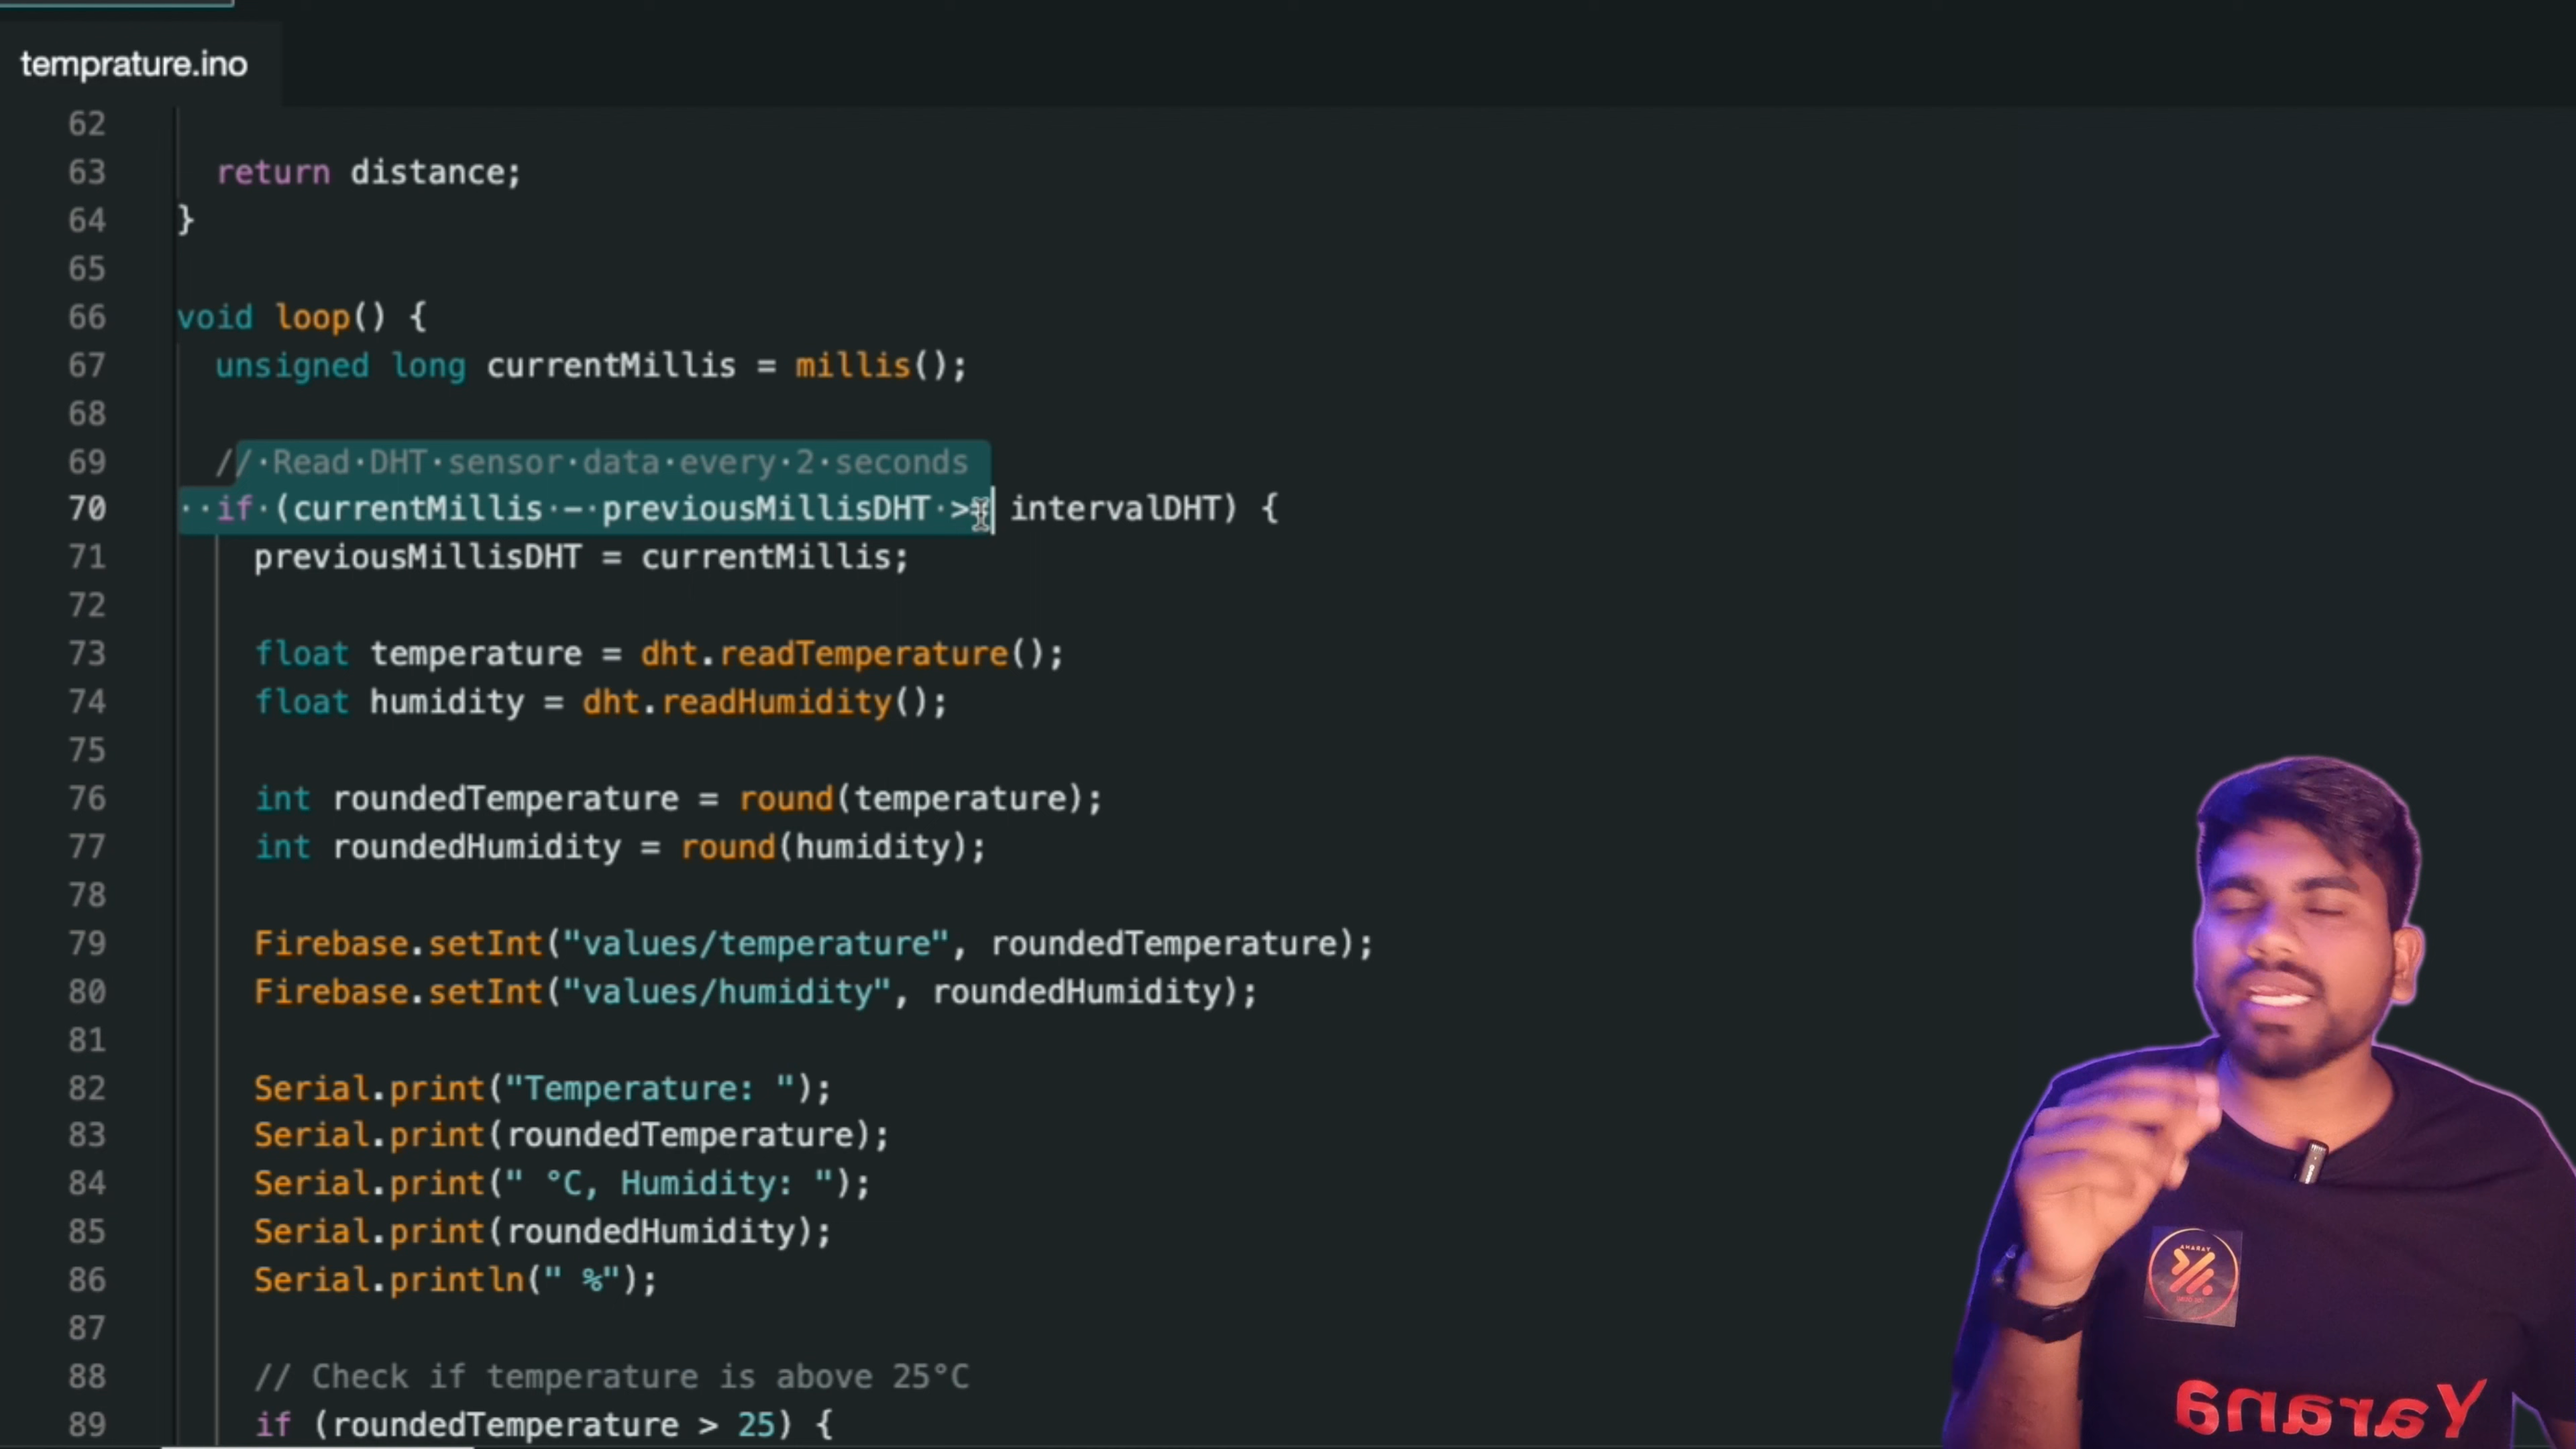 temprature.ino
62
63 return distance;
64 }
65
66 void loop() {
67 unsigned long currentMillis = millis();
68
69 // Read DHT sensor data every 2 seconds
70 if (currentMillis - previousMillisDHT >= intervalDHT) {
71 previousMillisDHT = currentMillis;
72
73 float temperature = dht.readTemperature();
74 float humidity = dht.readHumidity();
75
76 int roundedTemperature = round(temperature);
77 int roundedHumidity = round(humidity);
78
79 Firebase.setInt("values/temperature", roundedTemperature);
80 Firebase.setInt("values/humidity", roundedHumidity);
81
82 Serial.print("Temperature: ");
83 Serial.print(roundedTemperature);
84 Serial.print(" °C, Humidity: ");
85 Serial.print(roundedHumidity);
86 Serial.println(" %");
87
88 // Check if temperature is above 25°C
89 if (roundedTemperature > 25) {
YARANA
Yarana